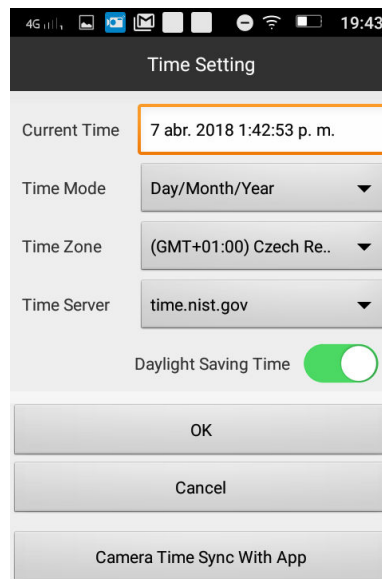 4G 19:43
Time Setting
Current Time 7 abr. 2018 1:42:53 p. m.
Time Mode Day/Month/Year
Time Zone (GMT+01:00) Czech Re..
Time Server time.nist.gov
Daylight Saving Time
OK
Cancel
Camera Time Sync With App